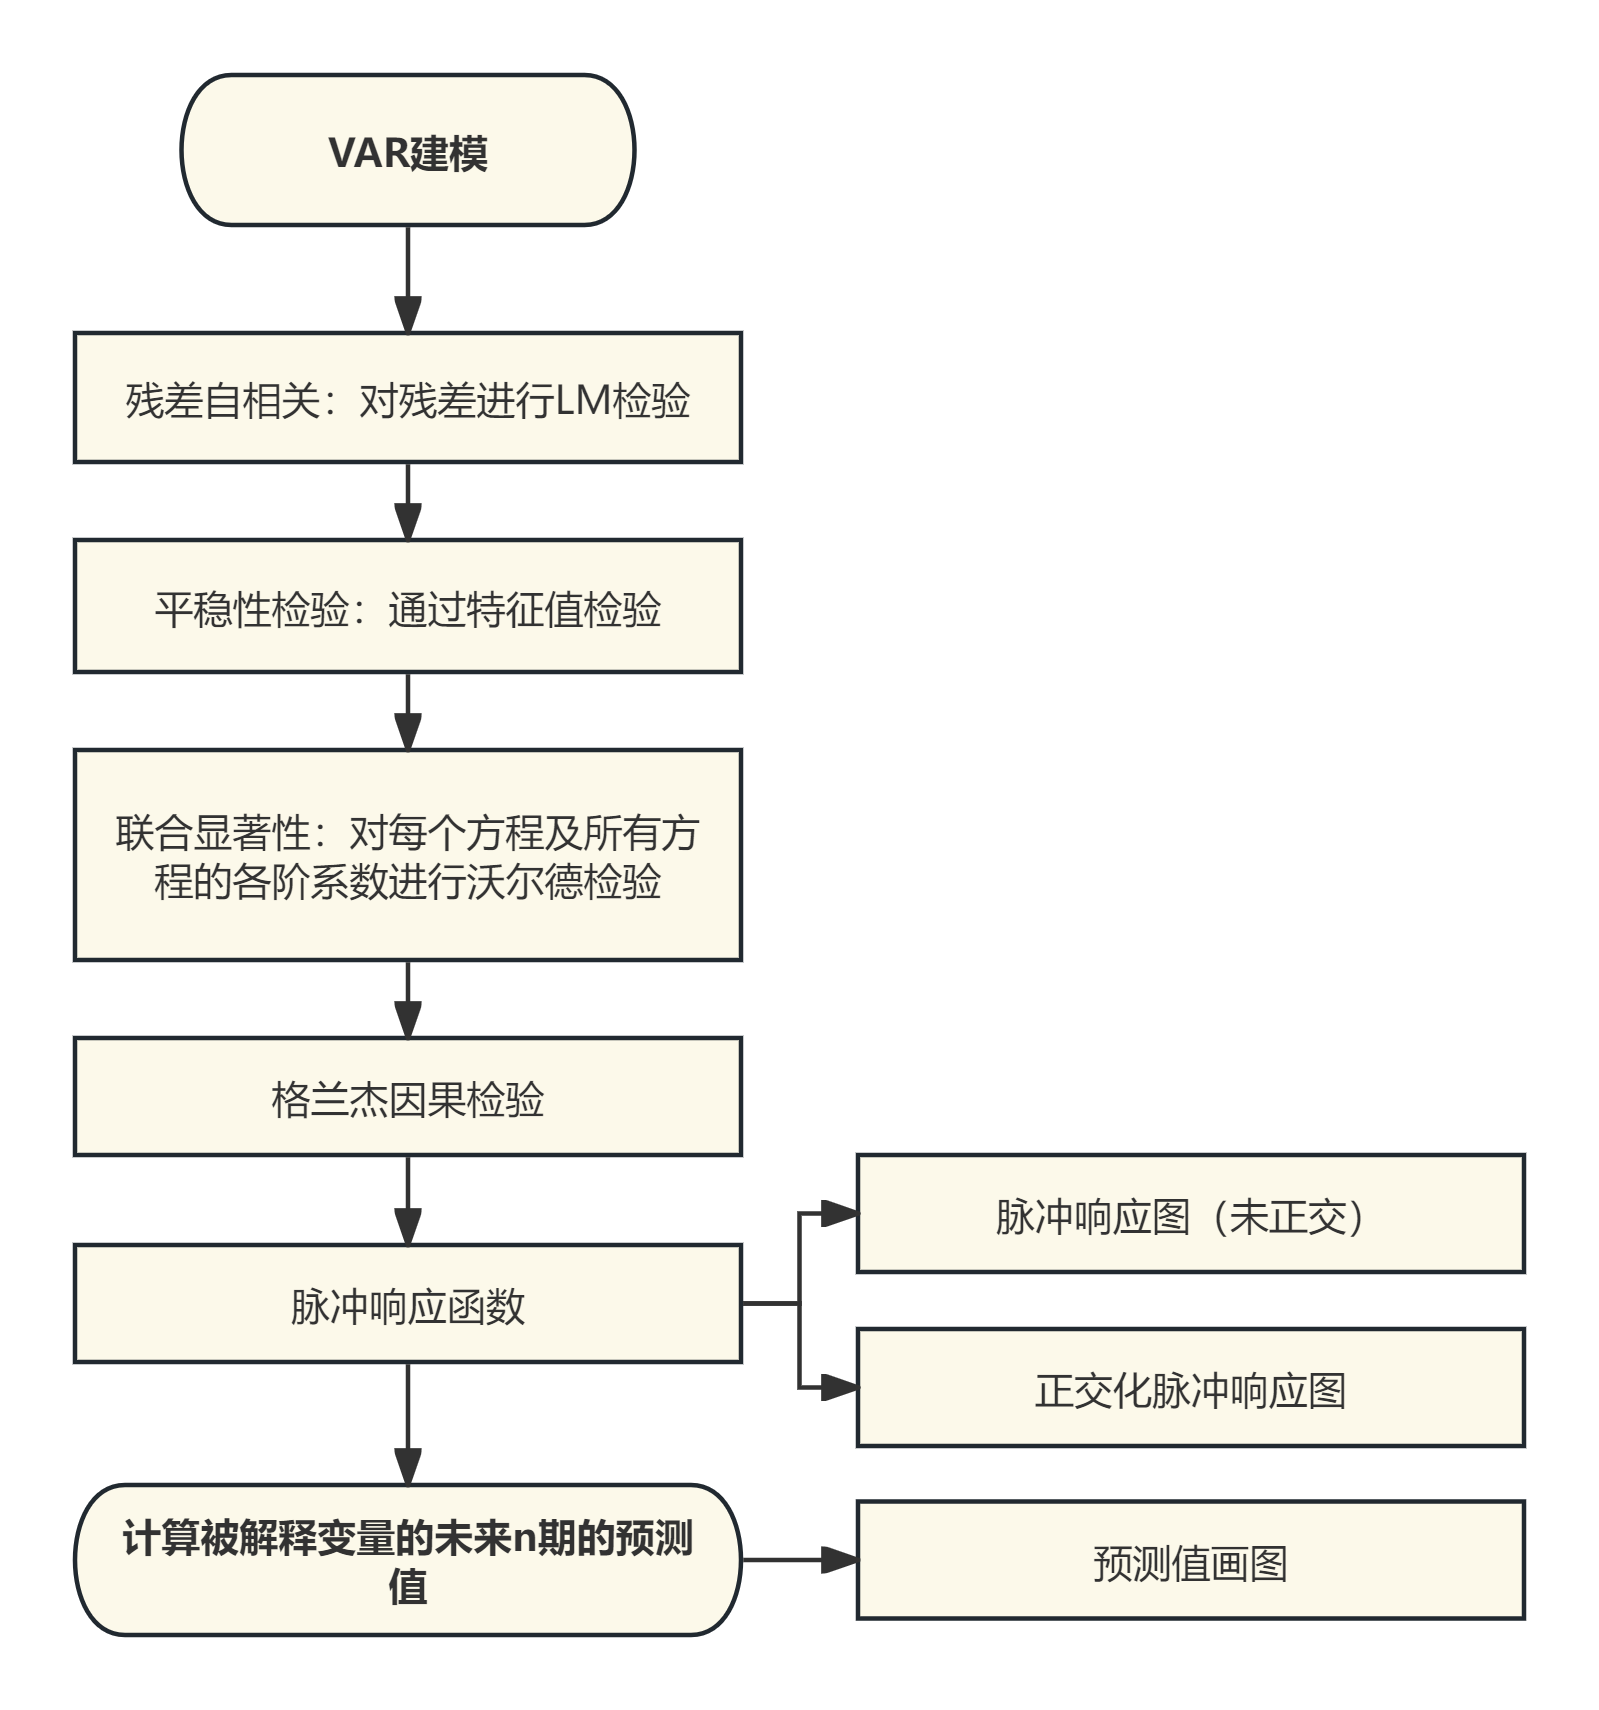 VAR建模
残差自相关：对残差进行LM检验
平稳性检验：通过特征值检验
联合显著性：对每个方程及所有方
程的各阶系数进行沃尔德检验
格兰杰因果检验
脉冲响应函数
脉冲响应图（未正交）
正交化脉冲响应图
计算被解释变量的未来n期的预测
值
预测值画图